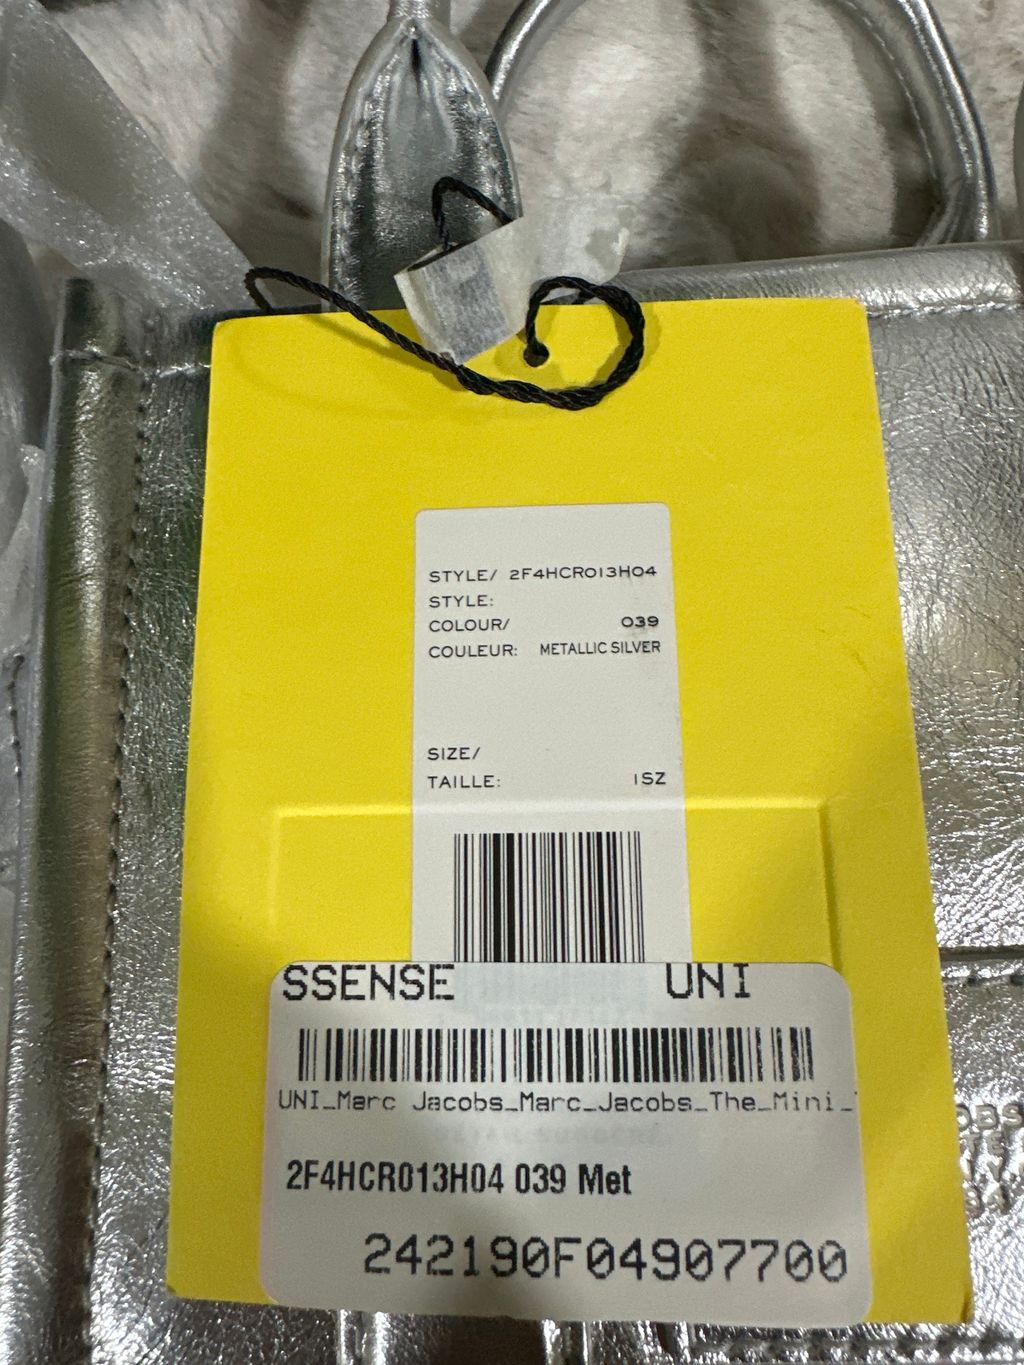 STYLE/ 2F4HCR013H04
STYLE:
COLOUR/ 039
COULEUR: METALLIC SILVER
SIZE/
TAILLE: 1SZ
SSENSE UNI
UNI_Marc Jacobs_Marc_Jacobs_The_Mini_
2F4HCR013H04 039 Met
242190F04907700